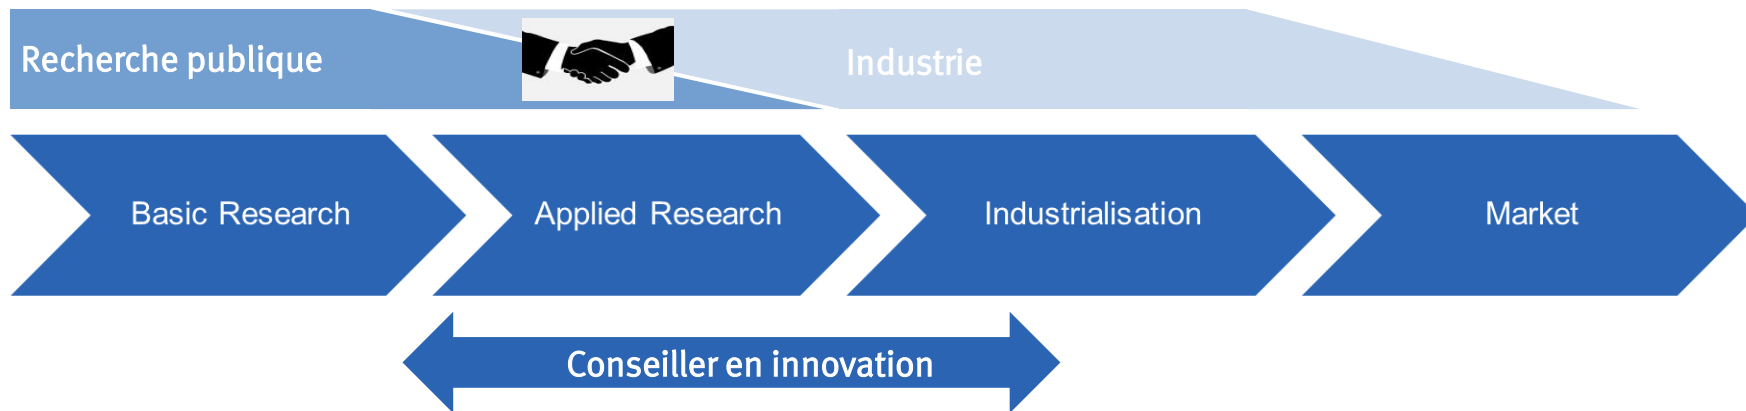 Recherche publique
Industrie
Basic Research
Applied Research
Industrialisation
Market
Conseiller en innovation